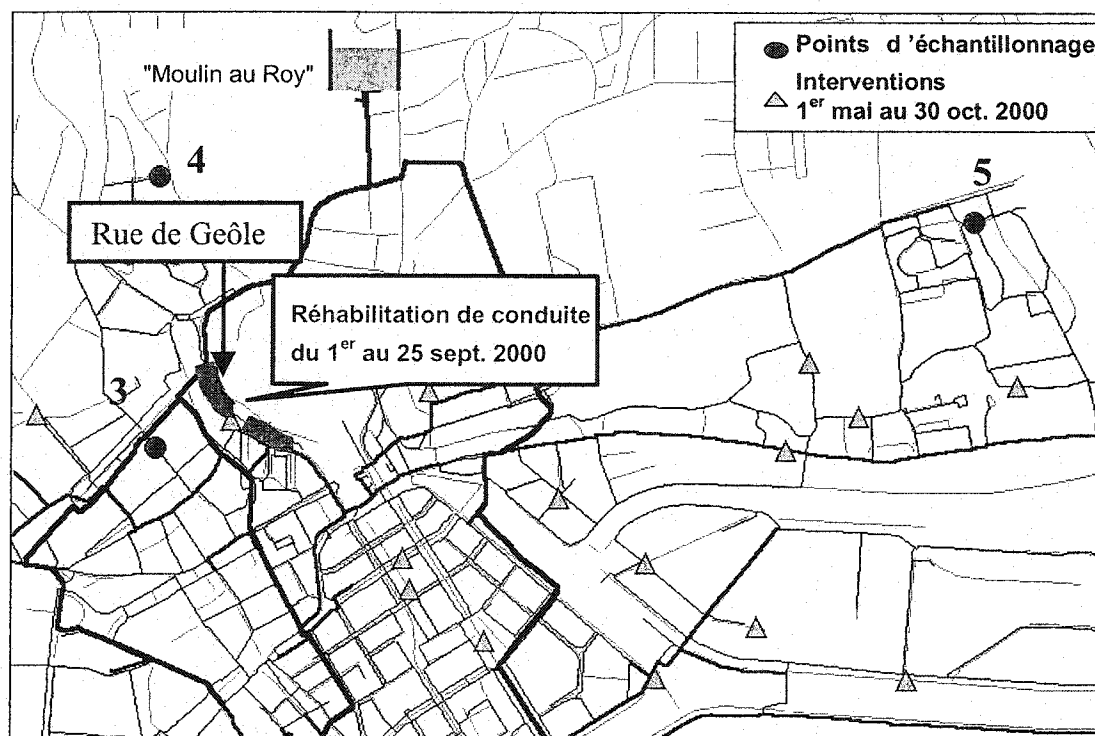 Points d 'échantillonnage
Interventions
1er mai au 30 oct. 2000
"Moulin au Roy"
4
5
Rue de Geôle
Réhabilitation de conduite
du 1er au 25 sept. 2000
3